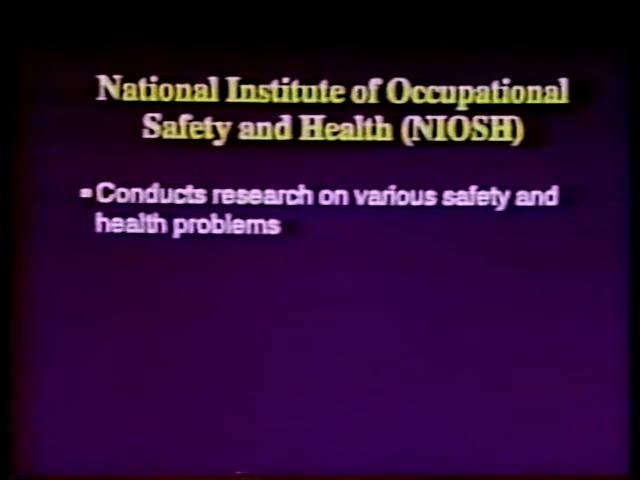 National Institute of Occupational
Safety and Health (NIOSH)
▪ Conducts research on various safety and
health problems